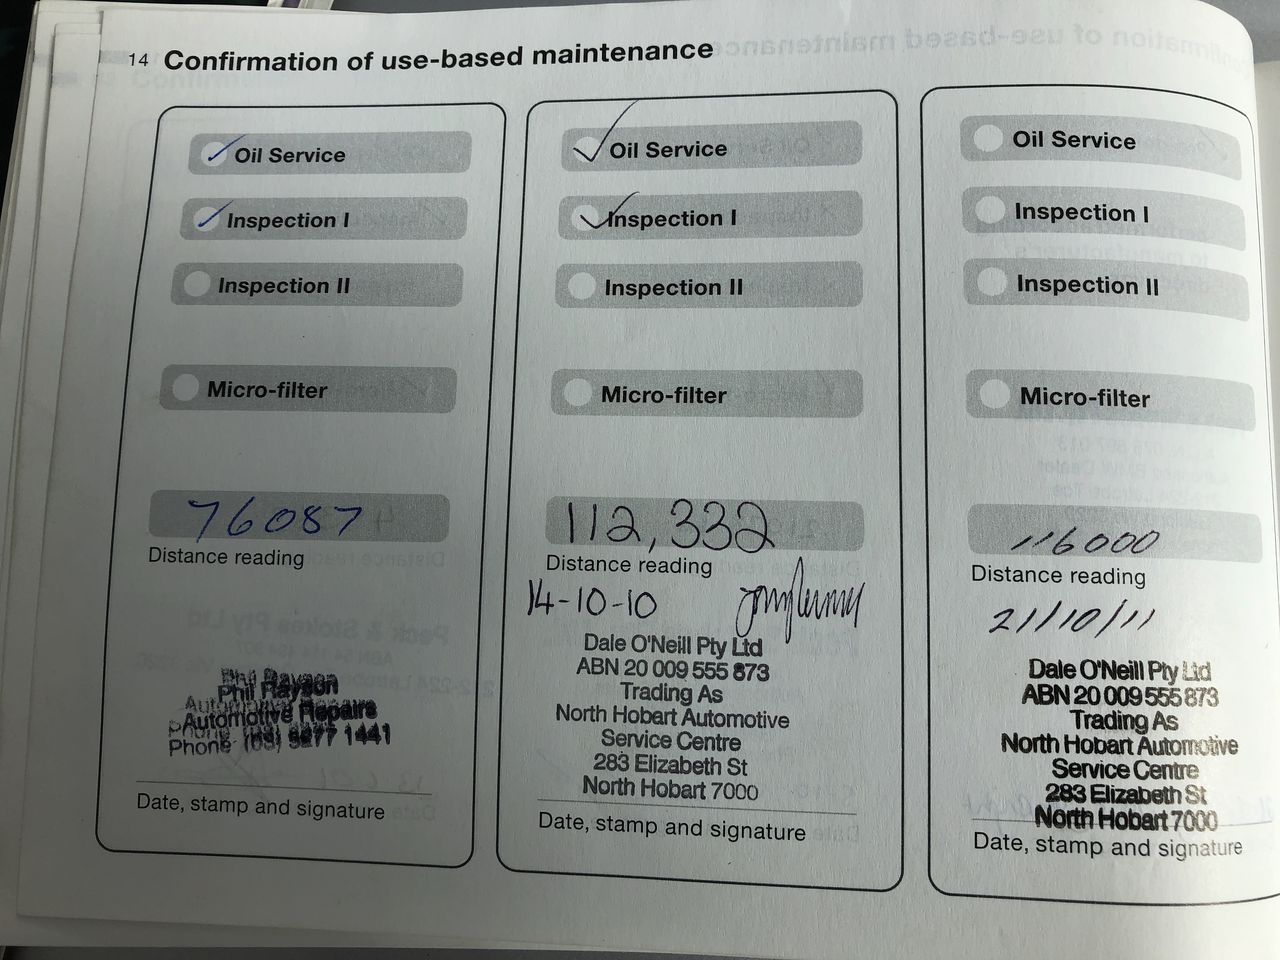 14 Confirmation of use-based maintenance
Oil Service
Inspection I
Inspection II
Micro-filter
76087
Distance reading
Phil Rayson
Automotive Repairs
Phone
1441
Date, stamp and signature
Oil Service
Inspection I
Inspection II
Micro-filter
112,332
Distance reading
14-10-10
Dale O'Neill Pty Ltd
ABN 20 009 555 873
Trading As
North Hobart Automotive
Service Centre
283 Elizabeth St
North Hobart 7000
Date, stamp and signature
Oil Service
Inspection I
Inspection II
Micro-filter
116000
Distance reading
21/10/11
Dale O'Neill Pty Ltd
ABN 20 009 555 873
Trading As
North Hobart Automotive
Service Centre
283 Elizabeth St
North Hobart 7000
Date, stamp and signature